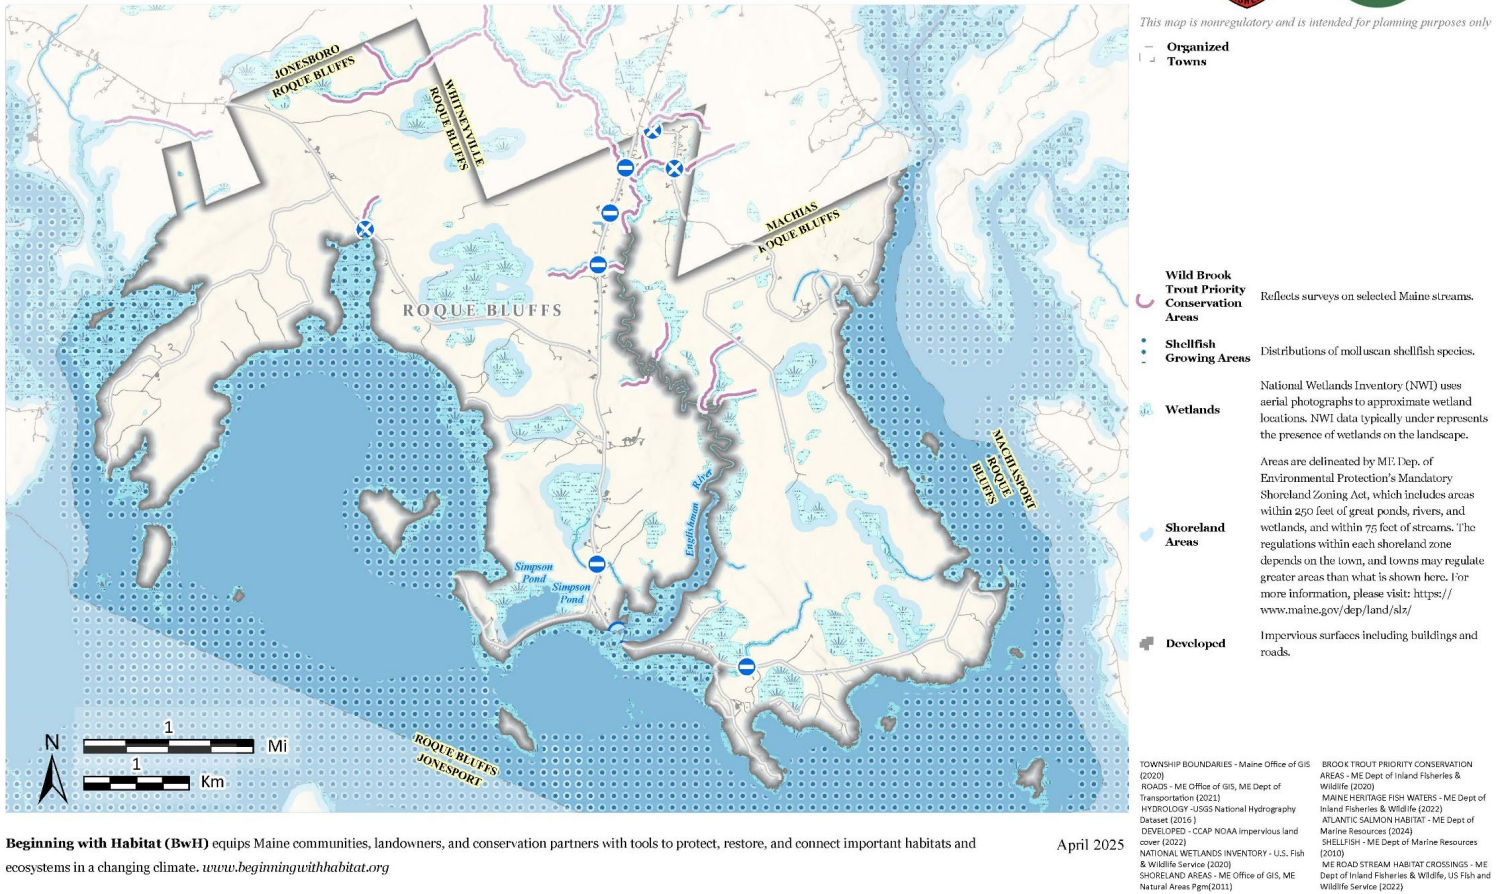 This map is nonregulatory and is intended for planning purposes only
Organized
Towns
Wild Brook
Trout Priority
Conservation
Areas
Reflects surveys on selected Maine streams.
Shellfish
Growing Areas
Distributions of molluscan shellfish species.
Wetlands
National Wetlands Inventory (NWI) uses
aerial photographs to approximate wetland
locations. NWI data typically under represents
the presence of wetlands on the landscape.
Shoreland
Areas
Areas are delineated by ME Dep. of
Environmental Protection's Mandatory
Shoreland Zoning Act, which includes areas
within 250 feet of great ponds, rivers, and
wetlands, and within 75 feet of streams. The
regulations within each shoreland zone
depends on the town, and towns may regulate
greater areas than what is shown here. For
more information, please visit: https://
www.maine.gov/dep/land/slz/
Developed
Impervious surfaces including buildings and
roads.
JONESBORO
ROQUE BLUFFS
WHITNEYVILLE
ROQUE BLUFFS
MACHIAS
ROQUE BLUFFS
ROQUE BLUFFS
MACHIASPORT
ROQUE
BLUFFS
Englishman River
Simpson
Pond
Simpson
Pond
ROQUE BLUFFS
JONESPORT
N
1
Mi
1
Km
TOWNSHIP BOUNDARIES - Maine Office of GIS
(2020)
ROADS - ME Office of GIS, ME Dept of
Transportation (2021)
HYDROLOGY -USGS National Hydrography
Dataset (2016 )
DEVELOPED - CCAP NOAA impervious land
cover (2022)
NATIONAL WETLANDS INVENTORY - U.S. Fish
& Wildlife Service (2020)
SHORELAND AREAS - ME Office of GIS, ME
Natural Areas Pgm(2011)
BROOK TROUT PRIORITY CONSERVATION
AREAS - ME Dept of Inland Fisheries &
Wildlife (2020)
MAINE HERITAGE FISH WATERS - ME Dept of
Inland Fisheries & Wildlife (2022)
ATLANTIC SALMON HABITAT - ME Dept of
Marine Resources (2024)
SHELLFISH - ME Dept of Marine Resources
(2010)
ME ROAD STREAM HABITAT CROSSINGS - ME
Dept of Inland Fisheries & Wildlife, US Fish and
Wildlife Service (2022)
Beginning with Habitat (BwH) equips Maine communities, landowners, and conservation partners with tools to protect, restore, and connect important habitats and
ecosystems in a changing climate. www.beginningwithhabitat.org
April 2025